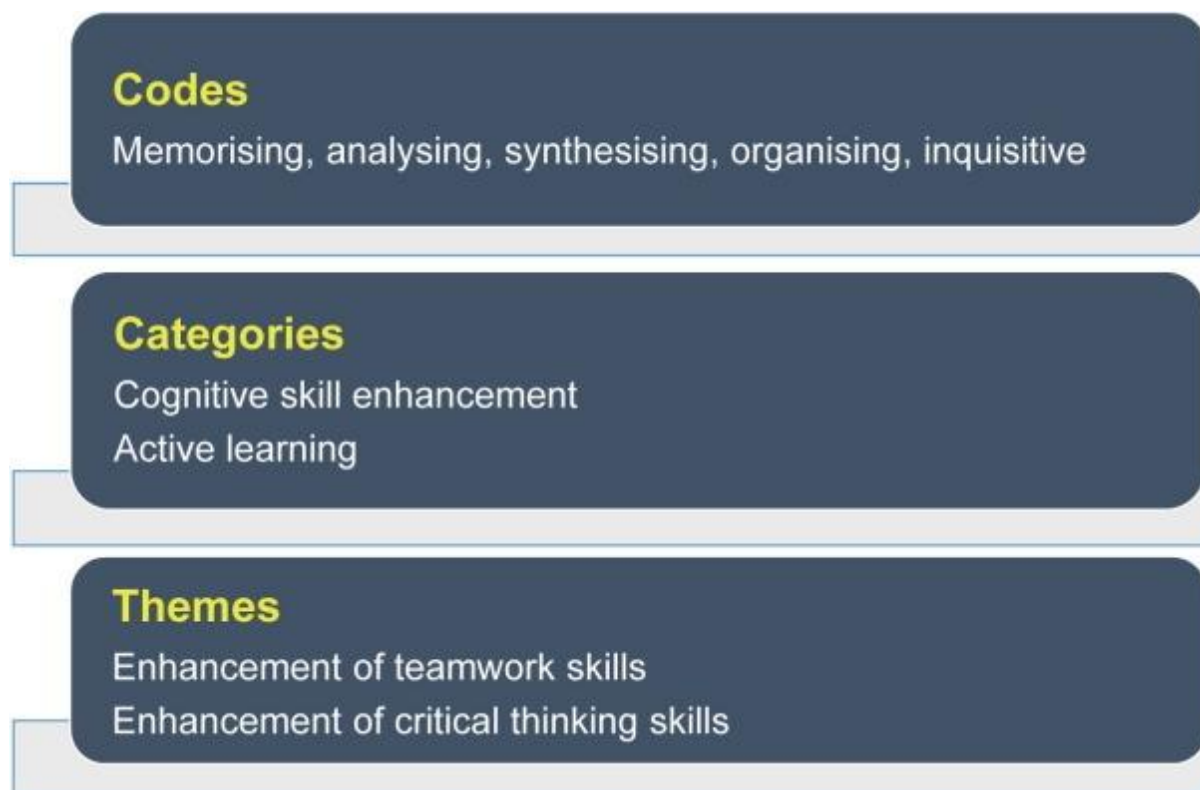 Codes
Memorising, analysing, synthesising, organising, inquisitive
Categories
Cognitive skill enhancement
Active learning
Themes
Enhancement of teamwork skills
Enhancement of critical thinking skills